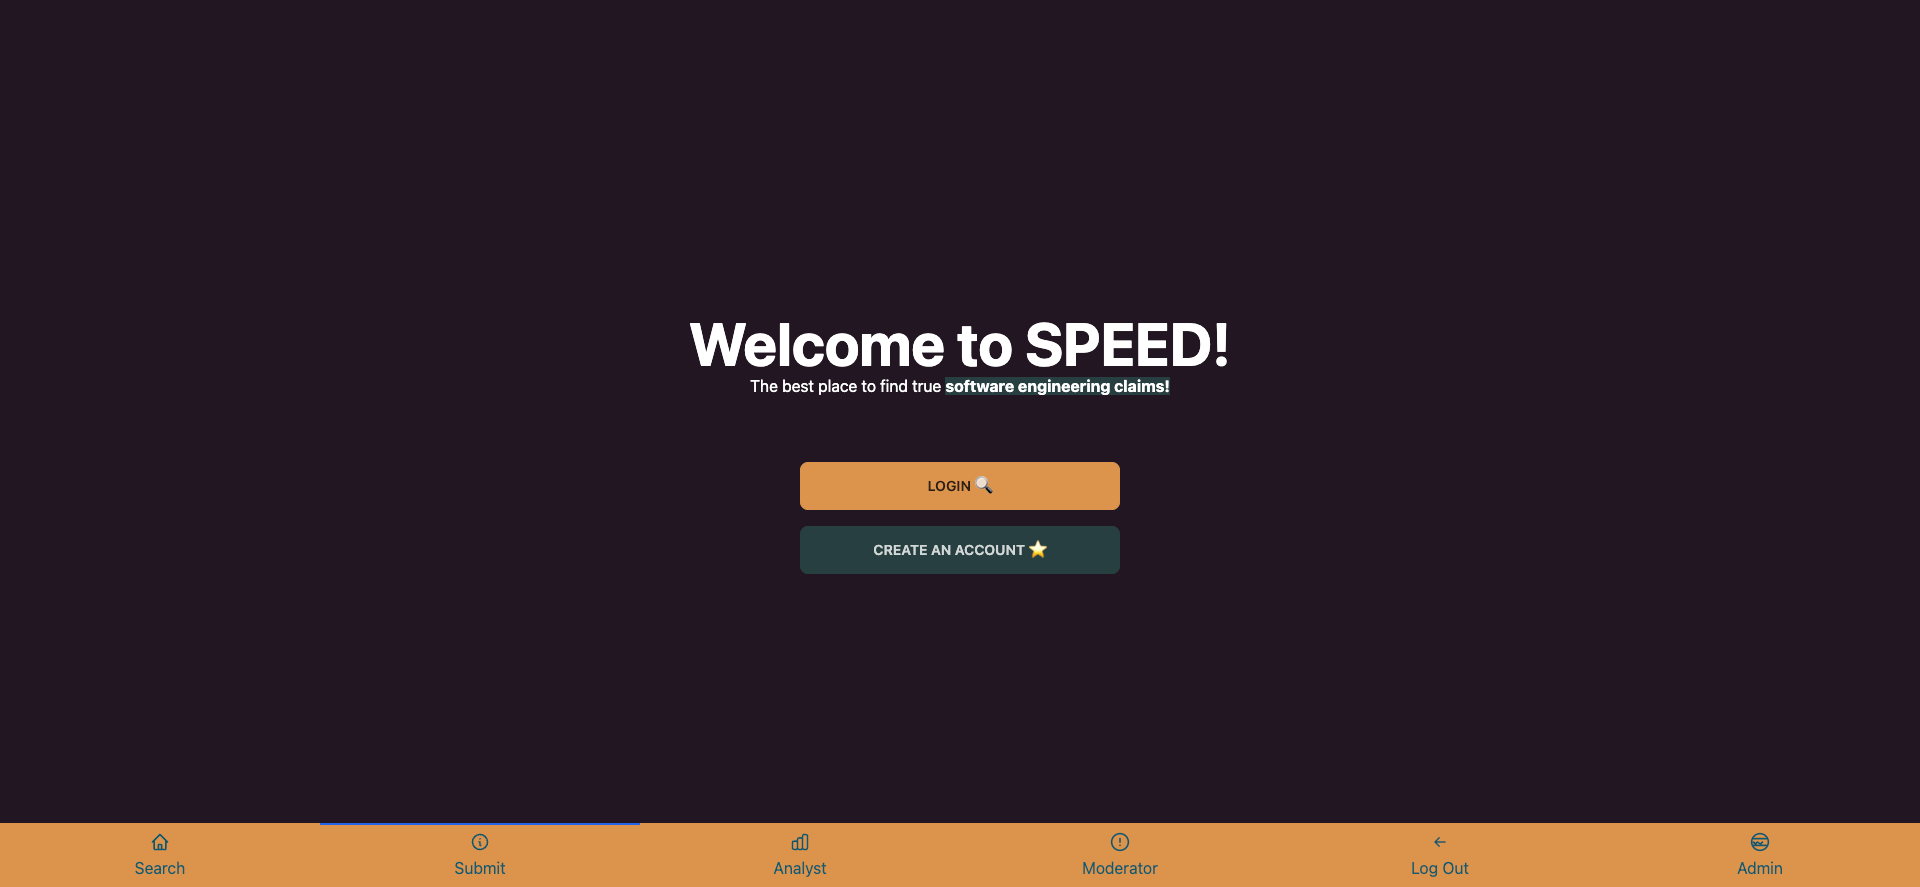 Welcome to SPEED!
The best place to find true software engineering claims!
LOGIN 🔍
CREATE AN ACCOUNT ⭐
Search
Submit
Analyst
Moderator
Log Out
Admin